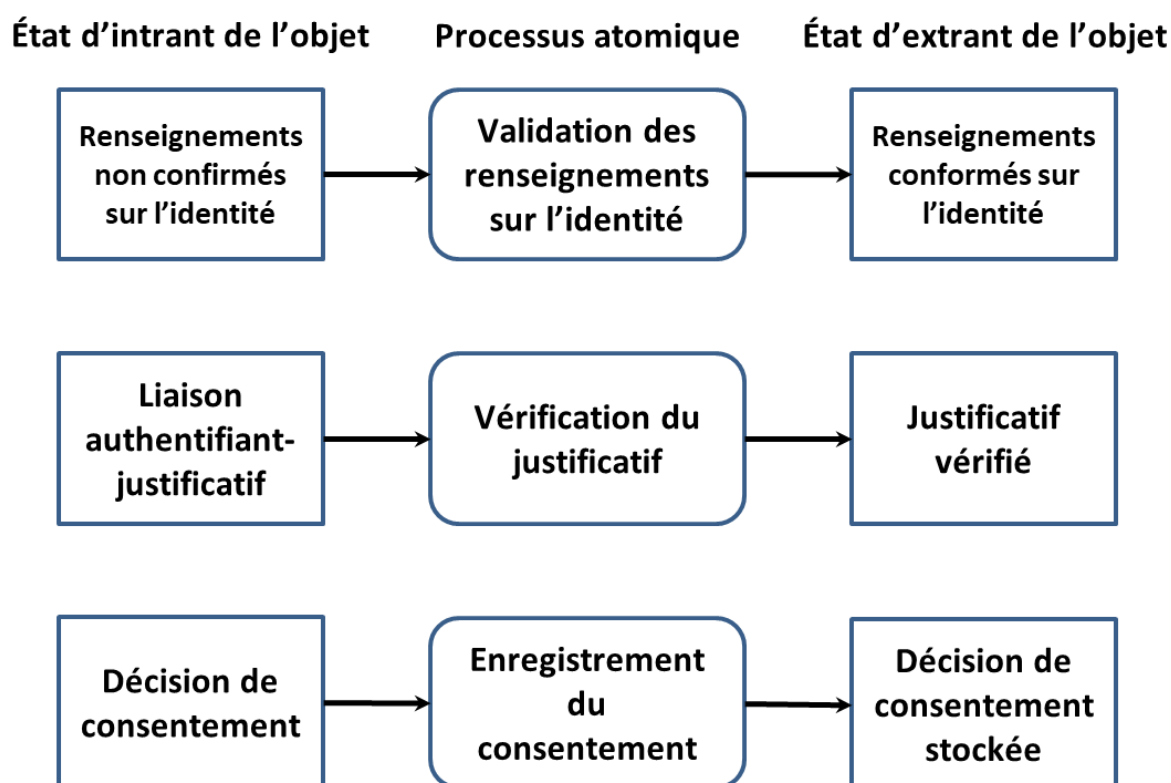 État d’intrant de l’objet
Processus atomique
État d’extrant de l’objet
Renseignements
non confirmés
sur l’identité
Validation des
renseignements
sur l’identité
Renseignements
conformés sur
l’identité
Liaison
authentifiant-
justificatif
Vérification du
justificatif
Justificatif
vérifié
Décision de
consentement
Enregistrement
du
consentement
Décision de
consentement
stockée